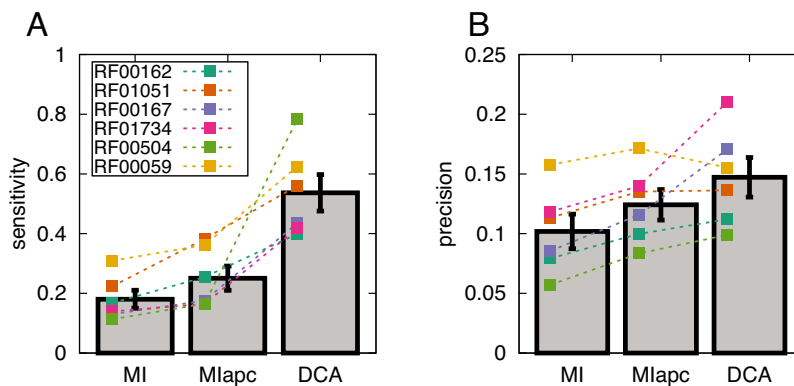 A
sensitivity
1
0.8
0.6
0.4
0.2
0
RF00162
RF01051
RF00167
RF01734
RF00504
RF00059
MI MIapc DCA
B
precision
0.25
0.2
0.15
0.1
0.05
0
MI MIapc DCA